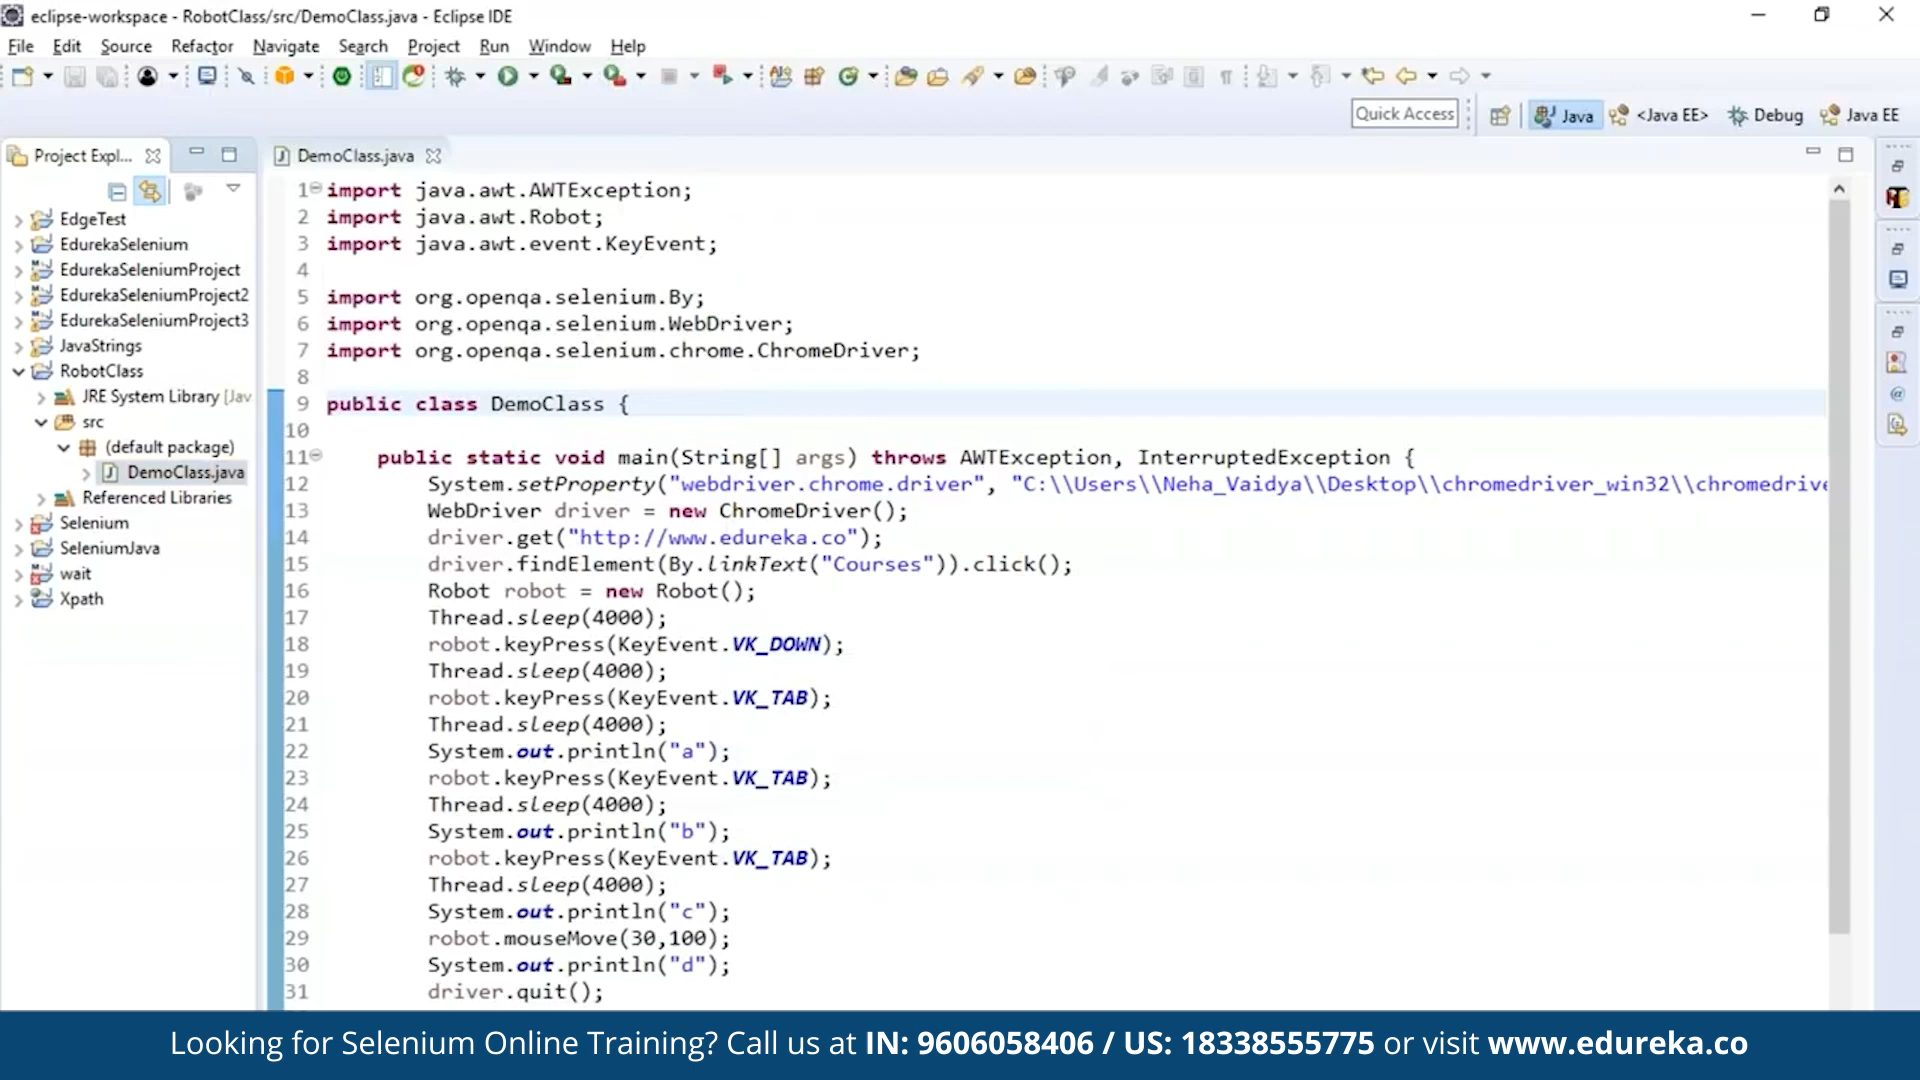 eclipse-workspace - RobotClass/src/DemoClass.java - Eclipse IDE
File Edit Source Refactor Navigate Search Project Run Window Help
Quick Access Java <Java EE> Debug Java EE
Project Expl...
EdgeTest
EdurekaSelenium
EdurekaSeleniumProject
EdurekaSeleniumProject2
EdurekaSeleniumProject3
JavaStrings
RobotClass
JRE System Library [Jav
src
(default package)
DemoClass.java
Referenced Libraries
Selenium
SeleniumJava
wait
Xpath
DemoClass.java
1 import java.awt.AWTException;
2 import java.awt.Robot;
3 import java.awt.event.KeyEvent;
4
5 import org.openqa.selenium.By;
6 import org.openqa.selenium.WebDriver;
7 import org.openqa.selenium.chrome.ChromeDriver;
8
9 public class DemoClass {
10
11 public static void main(String[] args) throws AWTException, InterruptedException {
12 System.setProperty("webdriver.chrome.driver", "C:\\Users\\Neha_Vaidya\\Desktop\\chromedriver_win32\\chromedrive
13 WebDriver driver = new ChromeDriver();
14 driver.get("http://www.edureka.co");
15 driver.findElement(By.linkText("Courses")).click();
16 Robot robot = new Robot();
17 Thread.sleep(4000);
18 robot.keyPress(KeyEvent.VK_DOWN);
19 Thread.sleep(4000);
20 robot.keyPress(KeyEvent.VK_TAB);
21 Thread.sleep(4000);
22 System.out.println("a");
23 robot.keyPress(KeyEvent.VK_TAB);
24 Thread.sleep(4000);
25 System.out.println("b");
26 robot.keyPress(KeyEvent.VK_TAB);
27 Thread.sleep(4000);
28 System.out.println("c");
29 robot.mouseMove(30,100);
30 System.out.println("d");
31 driver.quit();
Looking for Selenium Online Training? Call us at IN: 9606058406 / US: 18338555775 or visit www.edureka.co